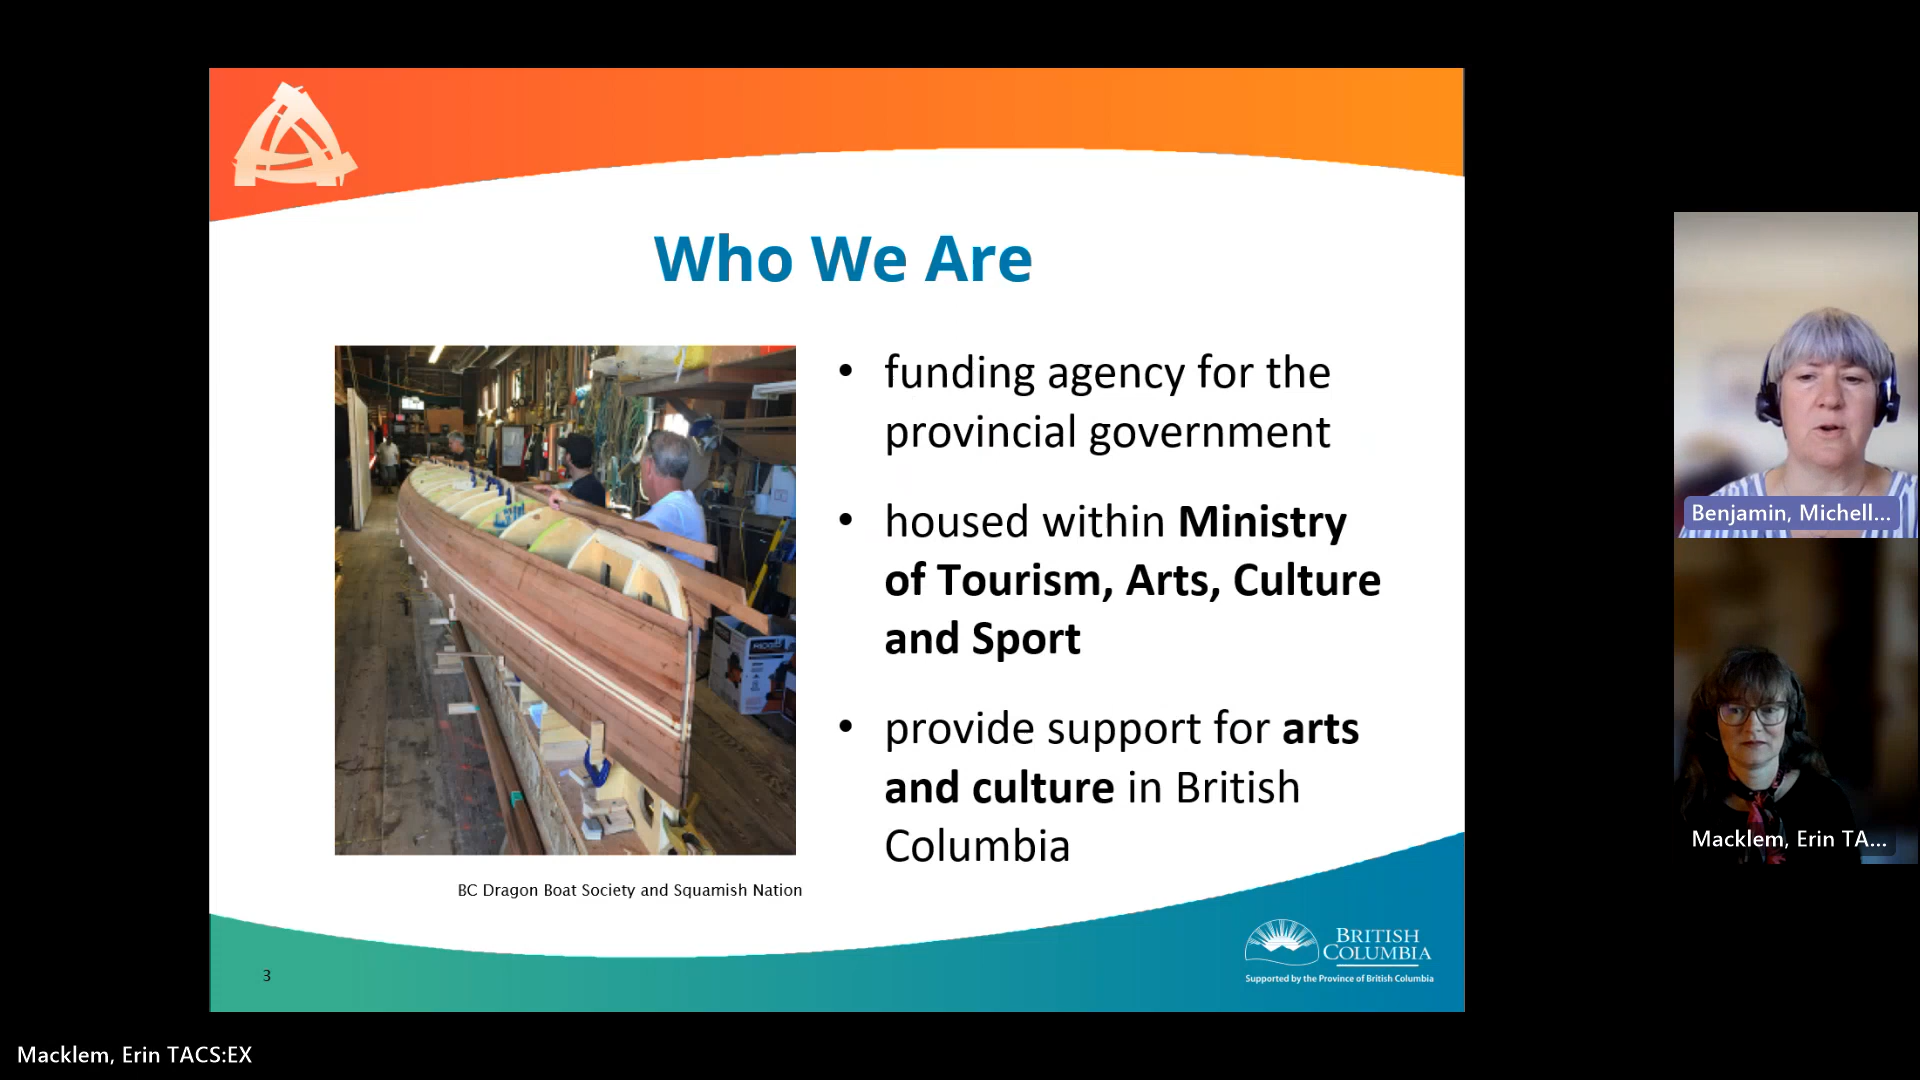 Who We Are
• funding agency for the
provincial government
• housed within Ministry
of Tourism, Arts, Culture
and Sport
• provide support for arts
and culture in British
Columbia
RIDGID
BC Dragon Boat Society and Squamish Nation
BRITISH
COLUMBIA
Supported by the Province of British Columbia
3
Benjamin, Michell...
Macklem, Erin TA...
Macklem, Erin TACS:EX